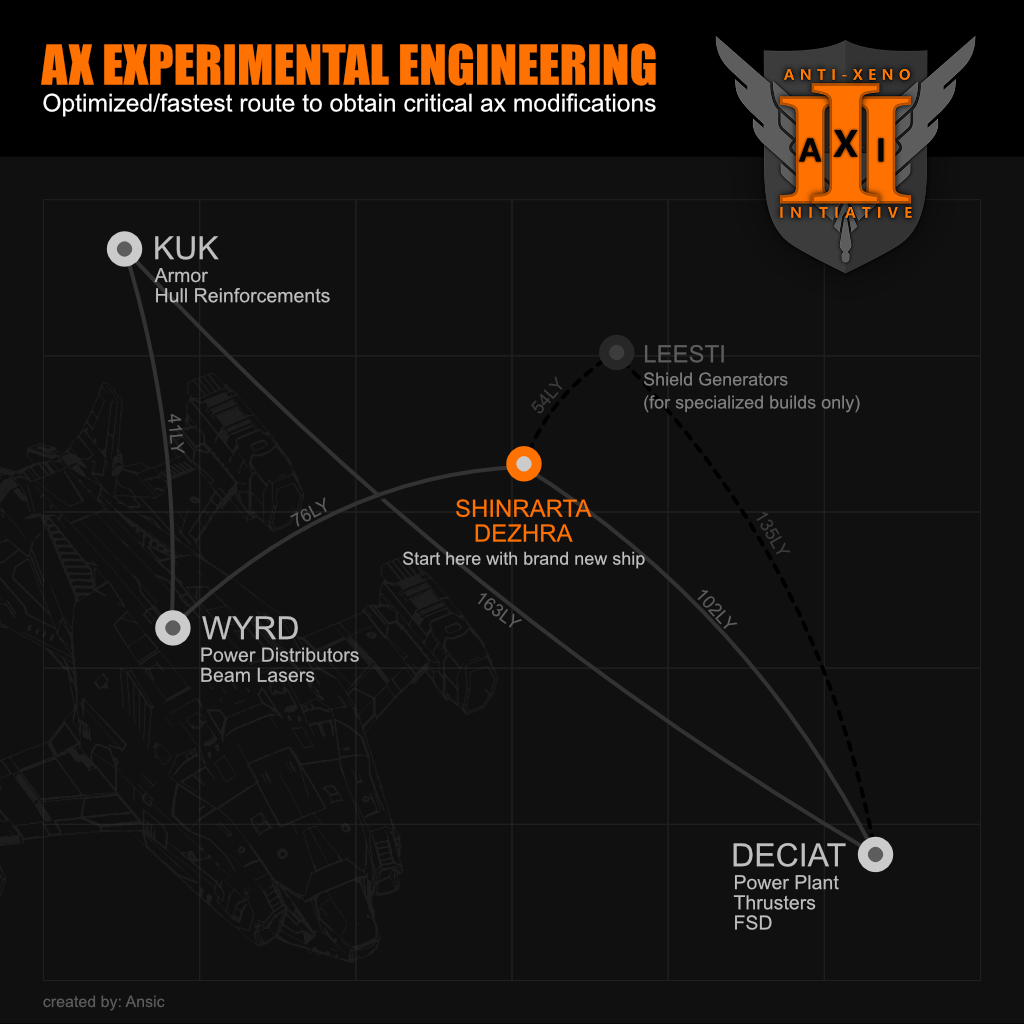 AX EXPERIMENTAL ENGINEERING
Optimized/fastest route to obtain critical ax modifications
ANTI-XENO
AXI
INITIATIVE
KUK
Armor
Hull Reinforcements
LEESTI
Shield Generators
(for specialized builds only)
54LY
41LY
76LY
SHINRARTA
DEZHRA
Start here with brand new ship
135LY
163LY
102LY
WYRD
Power Distributors
Beam Lasers
DECIAT
Power Plant
Thrusters
FSD
created by: Ansic